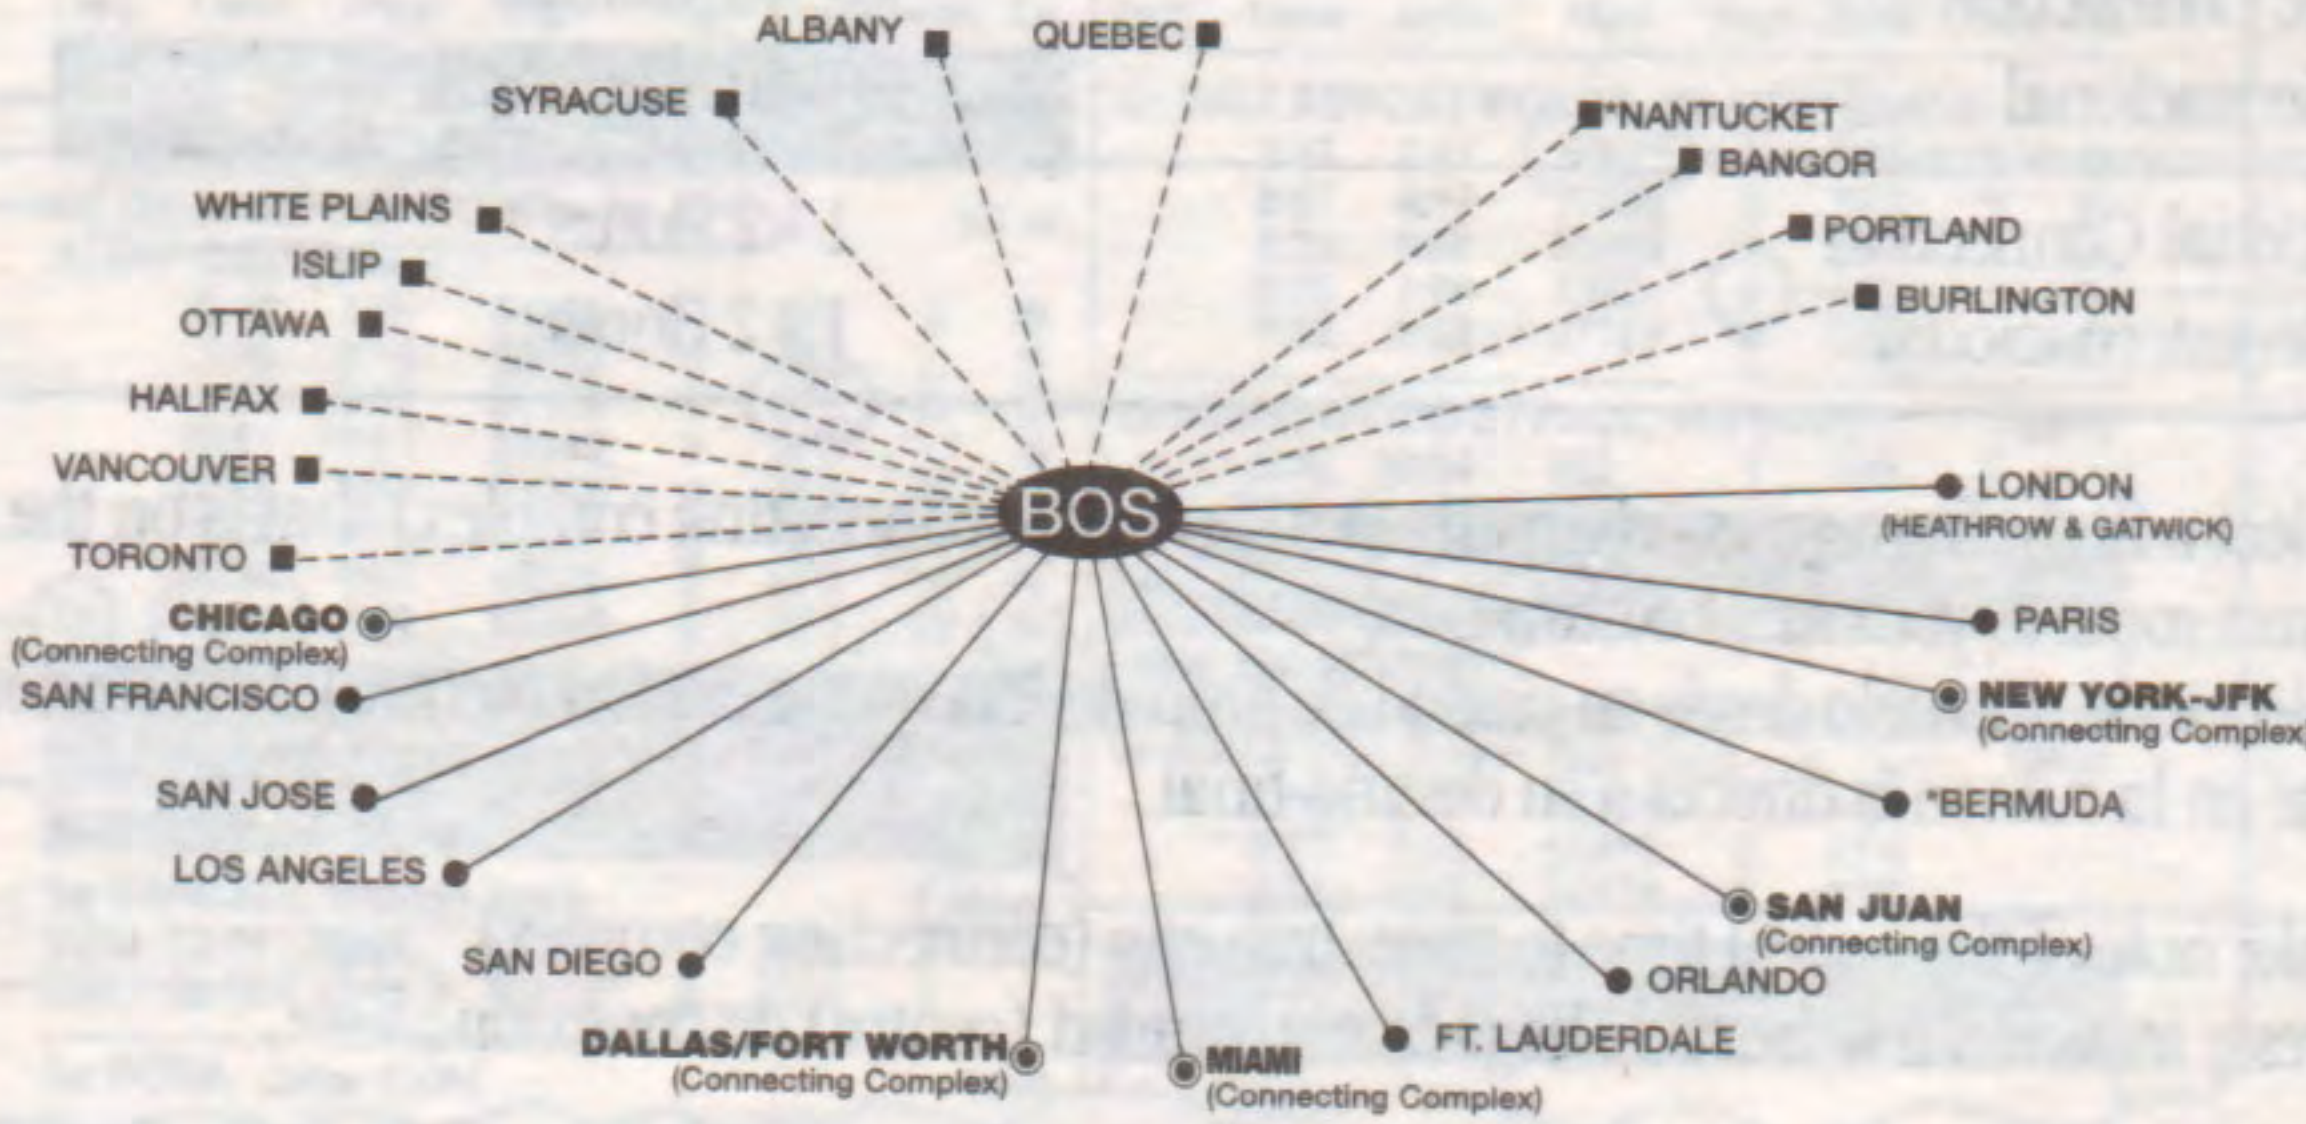 ALBANY
QUEBEC
SYRACUSE
*NANTUCKET
BANGOR
WHITE PLAINS
PORTLAND
ISLIP
BURLINGTON
OTTAWA
HALIFAX
VANCOUVER
LONDON
(HEATHROW & GATWICK)
BOS
TORONTO
CHICAGO
(Connecting Complex)
PARIS
SAN FRANCISCO
NEW YORK-JFK
(Connecting Complex)
SAN JOSE
*BERMUDA
LOS ANGELES
SAN JUAN
(Connecting Complex)
SAN DIEGO
ORLANDO
DALLAS/FORT WORTH
(Connecting Complex)
MIAMI
(Connecting Complex)
FT. LAUDERDALE